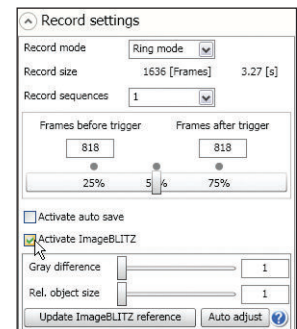 Record settings
Record mode Ring mode
Record size 1636 [Frames] 3.27 [s]
Record sequences 1
Frames before trigger Frames after trigger
818 818
25% 5 % 75%
Activate auto save
Activate ImageBLITZ
Gray difference 1
Rel. object size 1
Update ImageBLITZ reference Auto adjust ?